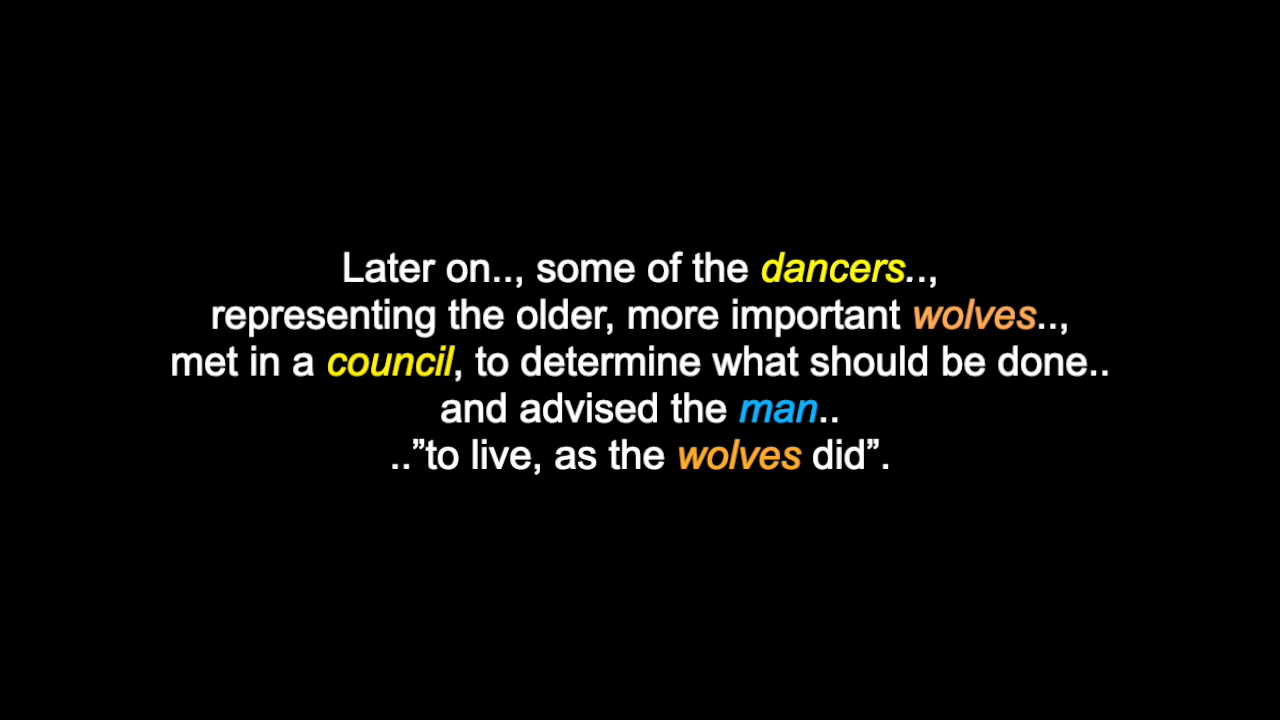 Later on.., some of the dancers..,
representing the older, more important wolves..,
met in a council, to determine what should be done..
and advised the man..
..”to live, as the wolves did”.